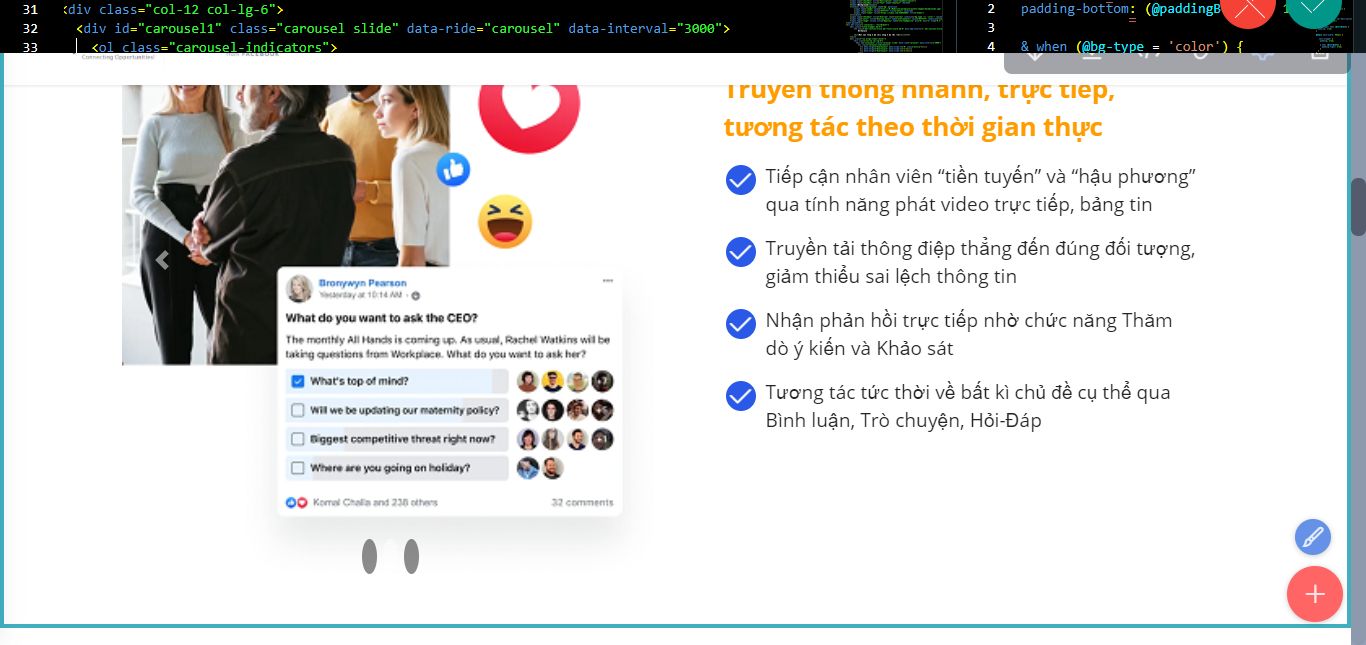 31 <div class="col-12 col-lg-6">
32 <div id="carousel1" class="carousel slide" data-ride="carousel" data-interval="3000">
33 <ol class="carousel-indicators">
2 padding-bottom: (@paddingB
3
4 & when (@bg-type = 'color') {
Connecting Opportunities
Truyền thông nhanh, trực tiếp,
tương tác theo thời gian thực
Tiếp cận nhân viên “tiền tuyến” và “hậu phương”
qua tính năng phát video trực tiếp, bảng tin
Truyền tải thông điệp thẳng đến đúng đối tượng,
giảm thiểu sai lệch thông tin
Nhận phản hồi trực tiếp nhờ chức năng Thăm
dò ý kiến và Khảo sát
Tương tác tức thời về bất kì chủ đề cụ thể qua
Bình luận, Trò chuyện, Hỏi-Đáp
Bronywyn Pearson
Yesterday at 10:14 AM
What do you want to ask the CEO?
The monthly All Hands is coming up. As usual, Rachel Watkins will be
taking questions from Workplace. What do you want to ask her?
What's top of mind?
Will we be updating our maternity policy?
Biggest competitive threat right now?
Where are you going on holiday?
Komal Challa and 238 others 32 comments